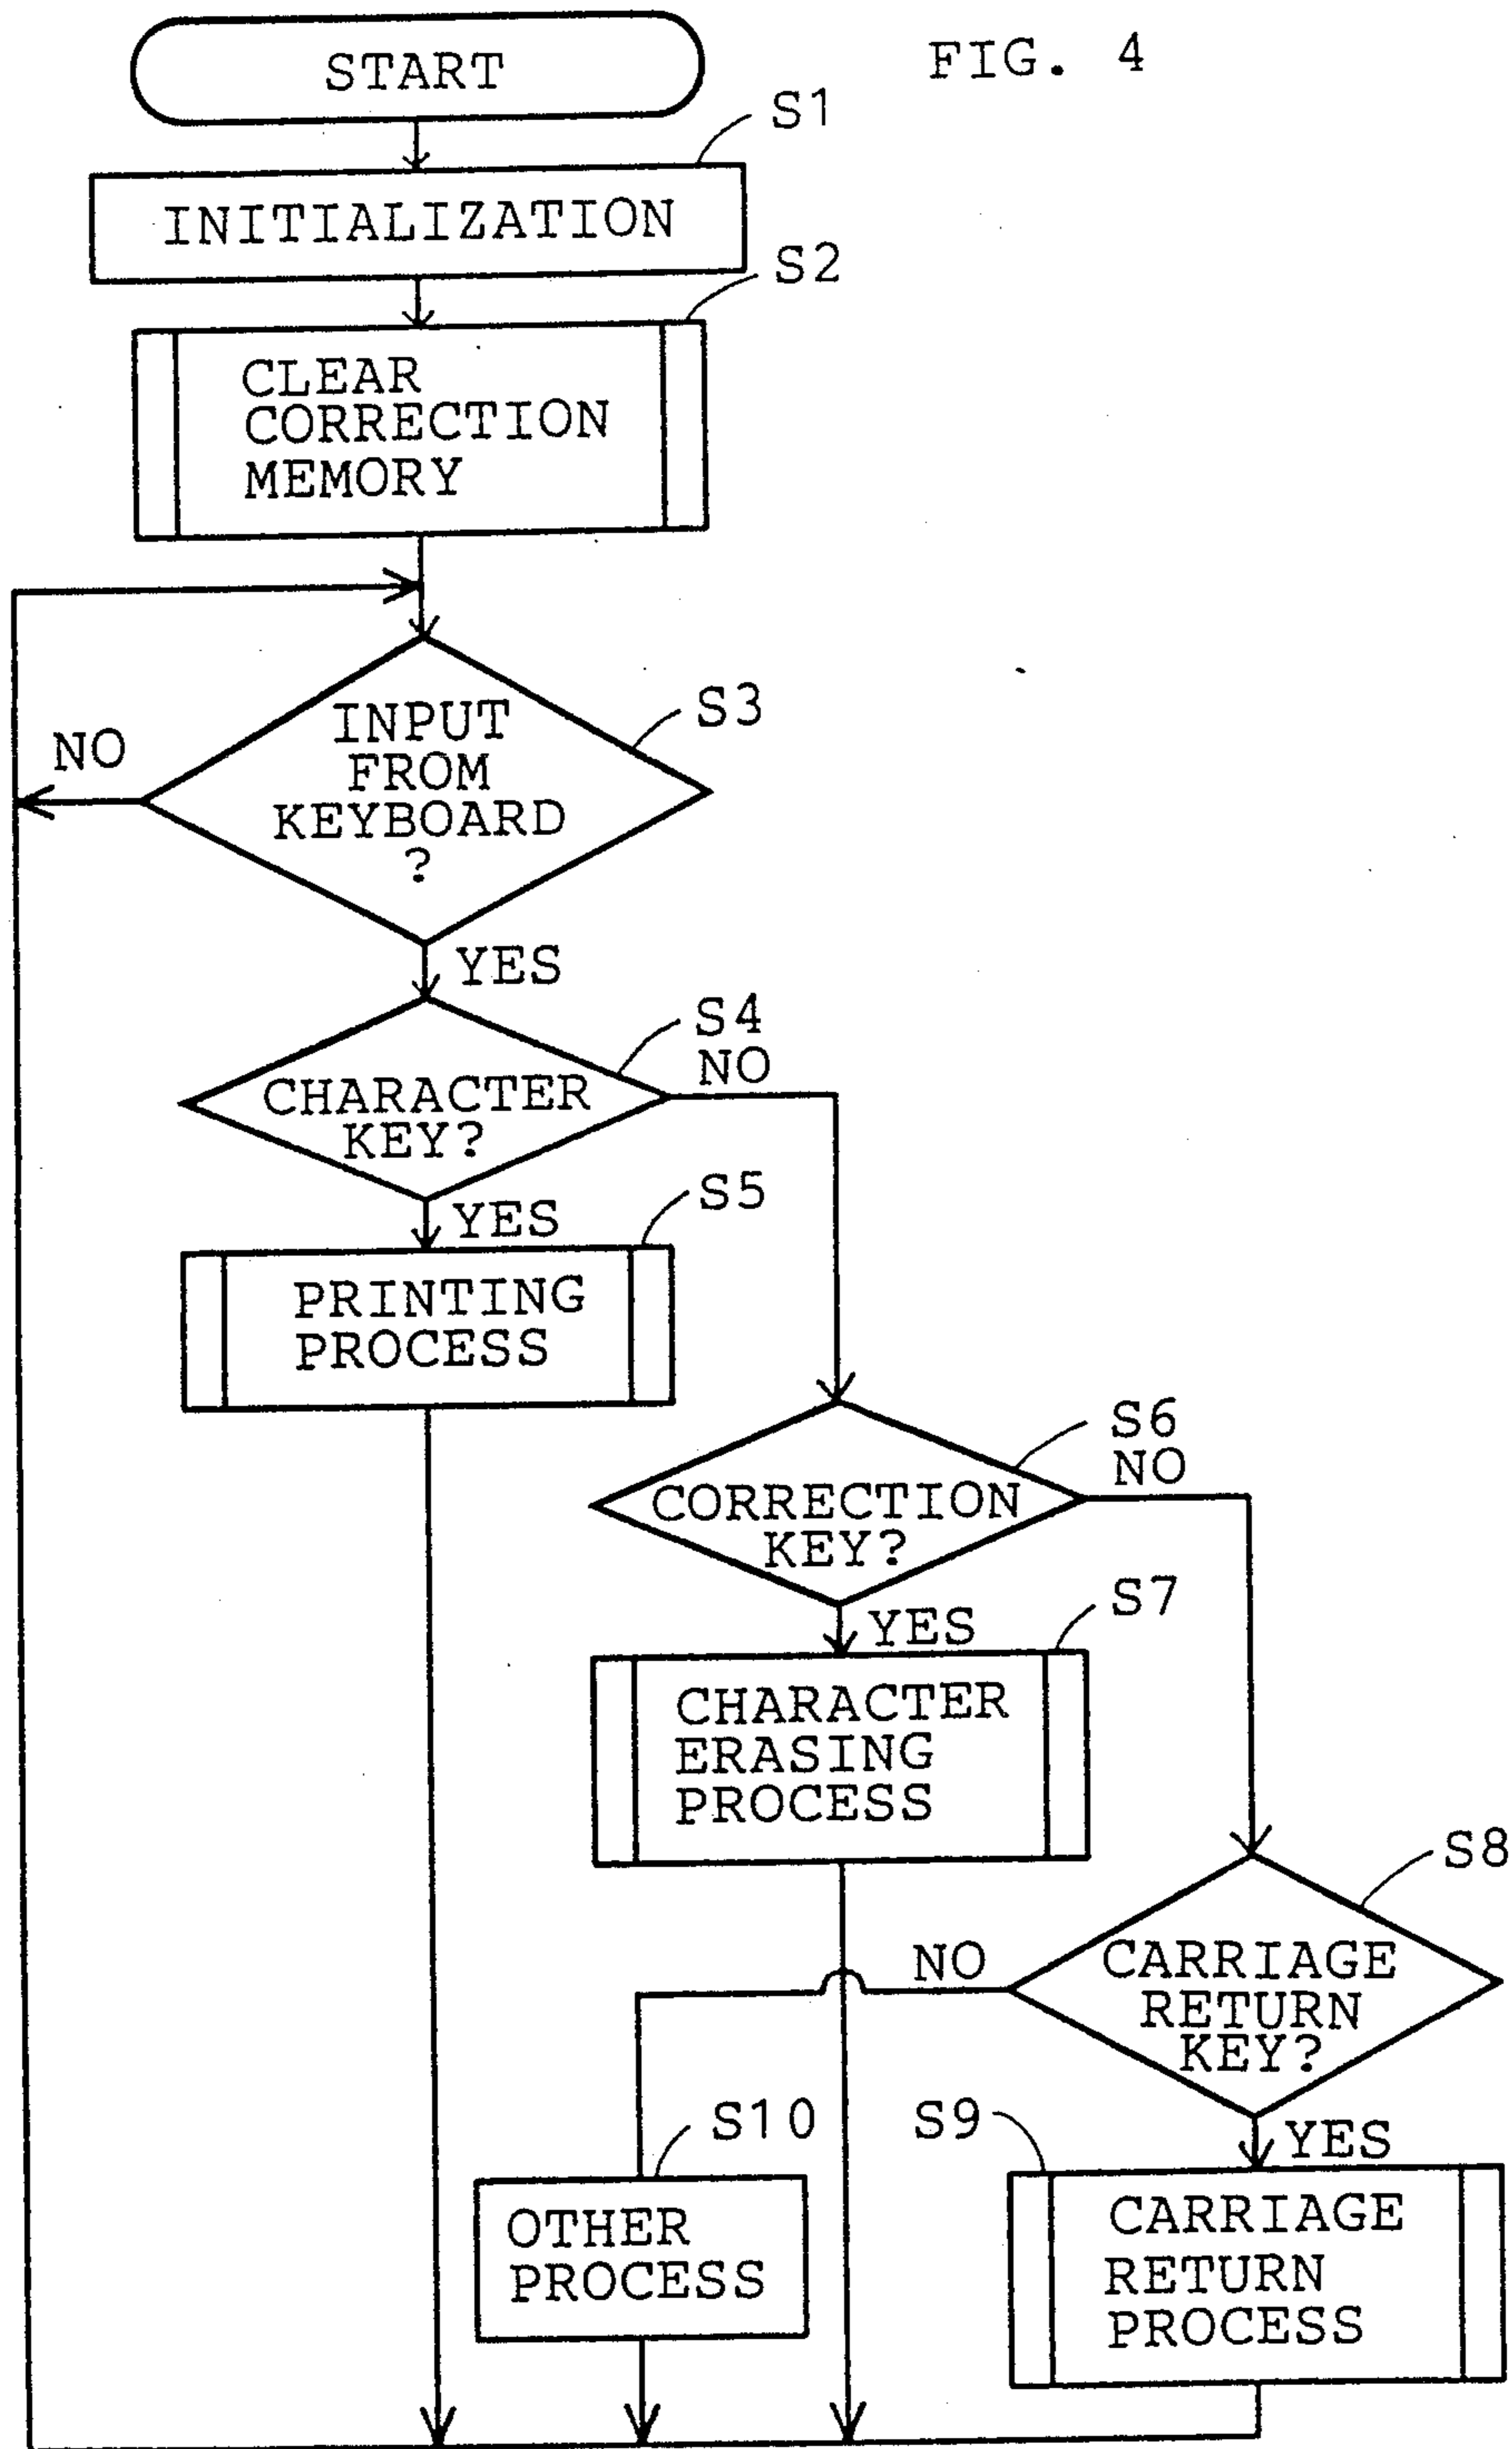 START
FIG. 4
S1
INITIALIZATION
S2
CLEAR
CORRECTION
MEMORY
S3
INPUT
FROM
KEYBOARD
?
NO
YES
S4
NO
CHARACTER
KEY?
YES
S5
PRINTING
PROCESS
S6
NO
CORRECTION
KEY?
YES
S7
CHARACTER
ERASING
PROCESS
S8
NO
CARRIAGE
RETURN
KEY?
YES
S10
S9
OTHER
PROCESS
CARRIAGE
RETURN
PROCESS